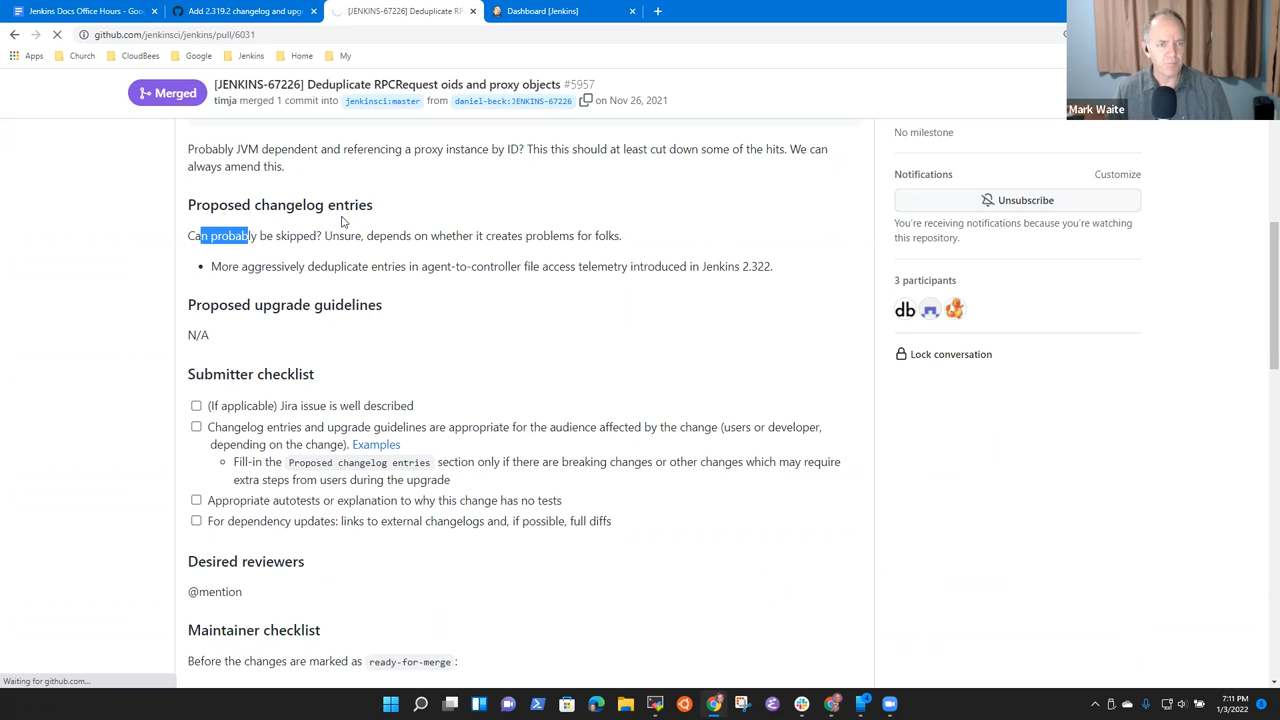 Jenkins Docs Office Hours - Goo
Add 2.319.2 changelog and upgr
[JENKINS-67226] Deduplicate RP
Dashboard [Jenkins]
github.com/jenkinsci/jenkins/pull/6031
Apps
Church
CloudBees
Google
Jenkins
Home
My
Merged
[JENKINS-67226] Deduplicate RPCRequest oids and proxy objects #5957
timja merged 1 commit into jenkinsci:master from daniel-beck:JENKINS-67226 on Nov 26, 2021
Mark Waite
Probably JVM dependent and referencing a proxy instance by ID? This this should at least cut down some of the hits. We can
always amend this.
Proposed changelog entries
Can probably be skipped? Unsure, depends on whether it creates problems for folks.
• More aggressively deduplicate entries in agent-to-controller file access telemetry introduced in Jenkins 2.322.
Proposed upgrade guidelines
N/A
Submitter checklist
(If applicable) Jira issue is well described
Changelog entries and upgrade guidelines are appropriate for the audience affected by the change (users or developer,
depending on the change). Examples
Fill-in the Proposed changelog entries section only if there are breaking changes or other changes which may require
extra steps from users during the upgrade
Appropriate autotests or explanation to why this change has no tests
For dependency updates: links to external changelogs and, if possible, full diffs
Desired reviewers
@mention
Maintainer checklist
Before the changes are marked as ready-for-merge :
No milestone
Notifications
Customize
Unsubscribe
You're receiving notifications because you're watching
this repository.
3 participants
db
Lock conversation
Waiting for github.com...
7:11 PM
1/3/2022